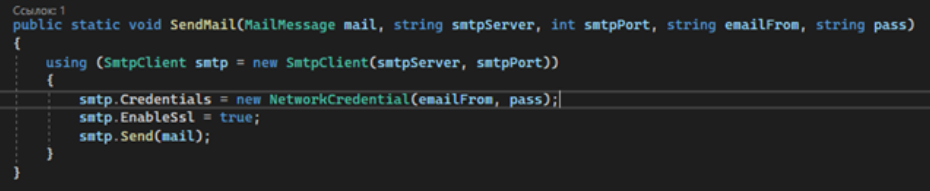 Ссылок: 1
public static void SendMail(MailMessage mail, string smtpServer, int smtpPort, string emailFrom, string pass)
{
using (SmtpClient smtp = new SmtpClient(smtpServer, smtpPort))
{
smtp.Credentials = new NetworkCredential(emailFrom, pass);
smtp.EnableSsl = true;
smtp.Send(mail);
}
}